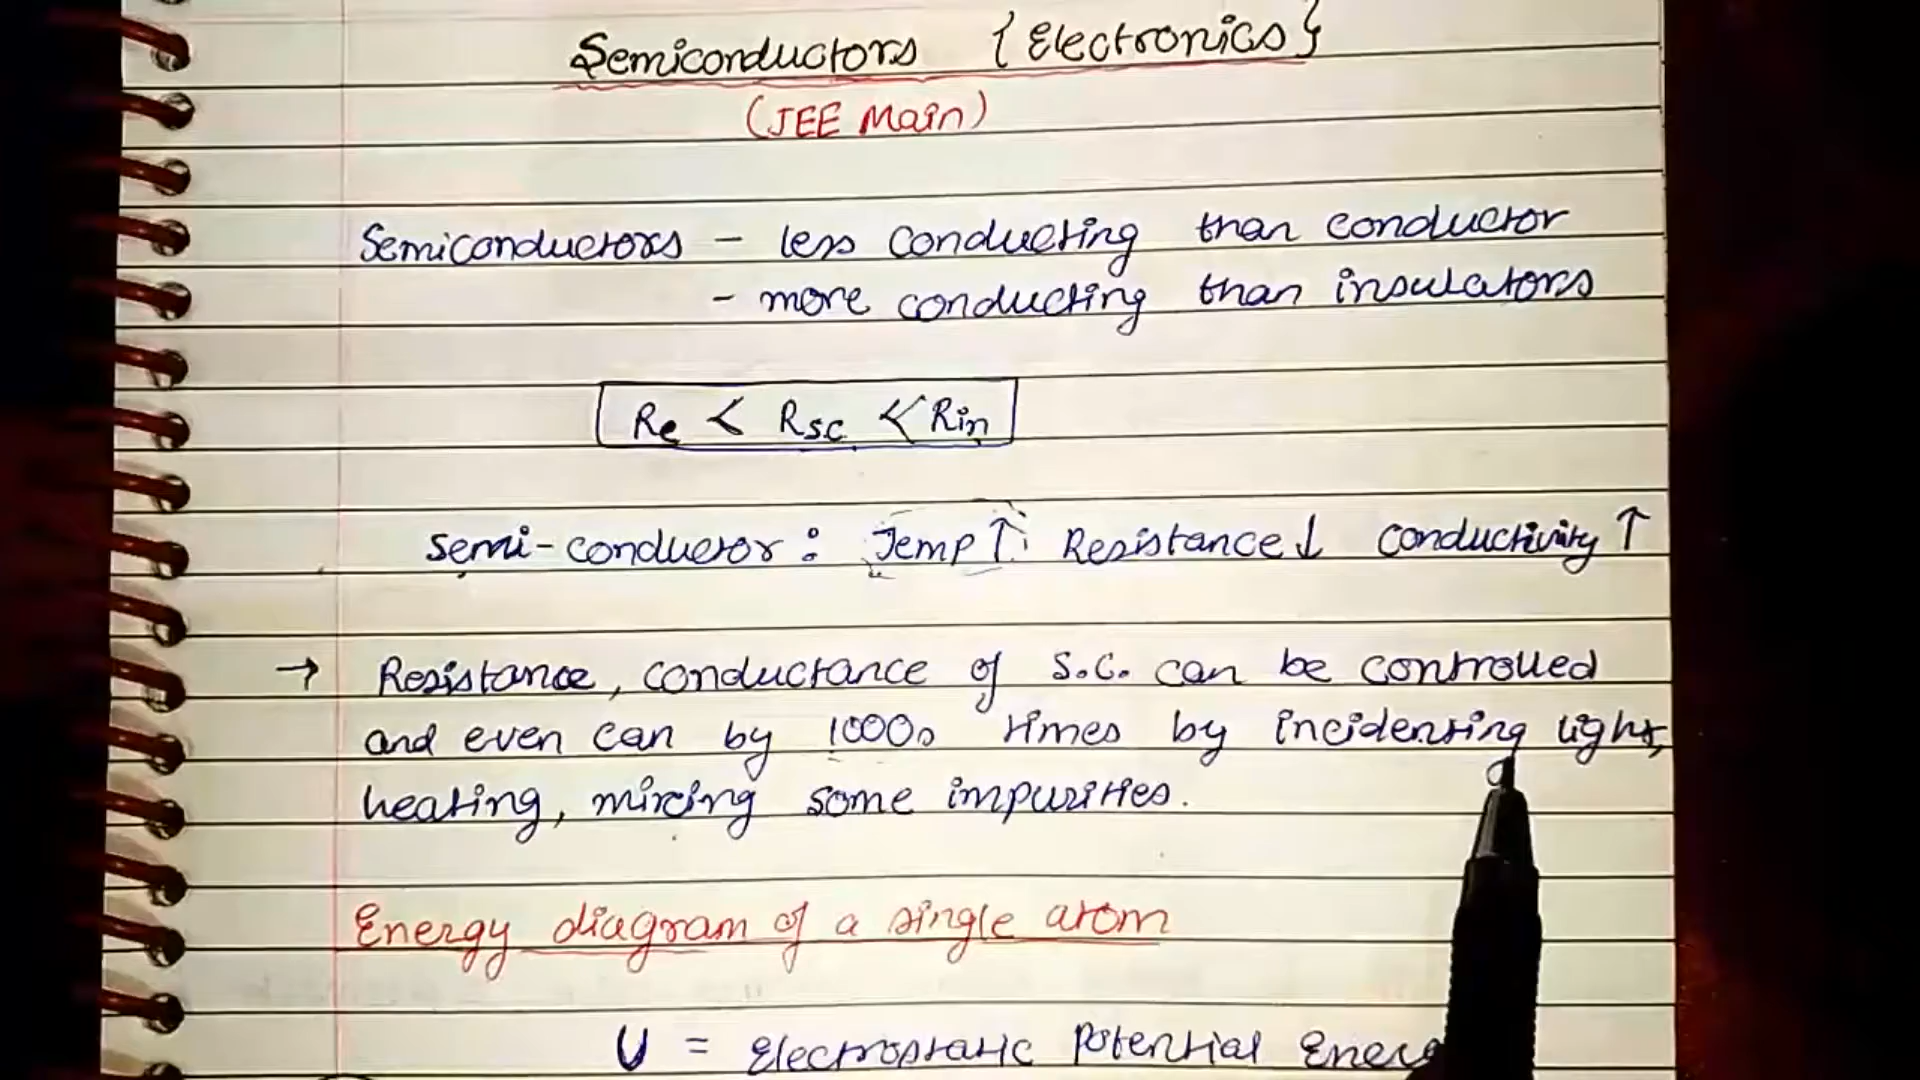 Semiconductors {Electronics}
(JEE Main)
Semiconductors - less conducting than conductor
- more conducting than insulators
Re < Rsc < Rin
semi-conductor : Temp ↑ Resistance ↓ conductivity ↑
→ Resistance, conductance of S.C. can be controlled
and even can by 1000s times by incidenting light,
heating, mixing some impurities.
Energy diagram of a single atom
U = Electrostatic Potential